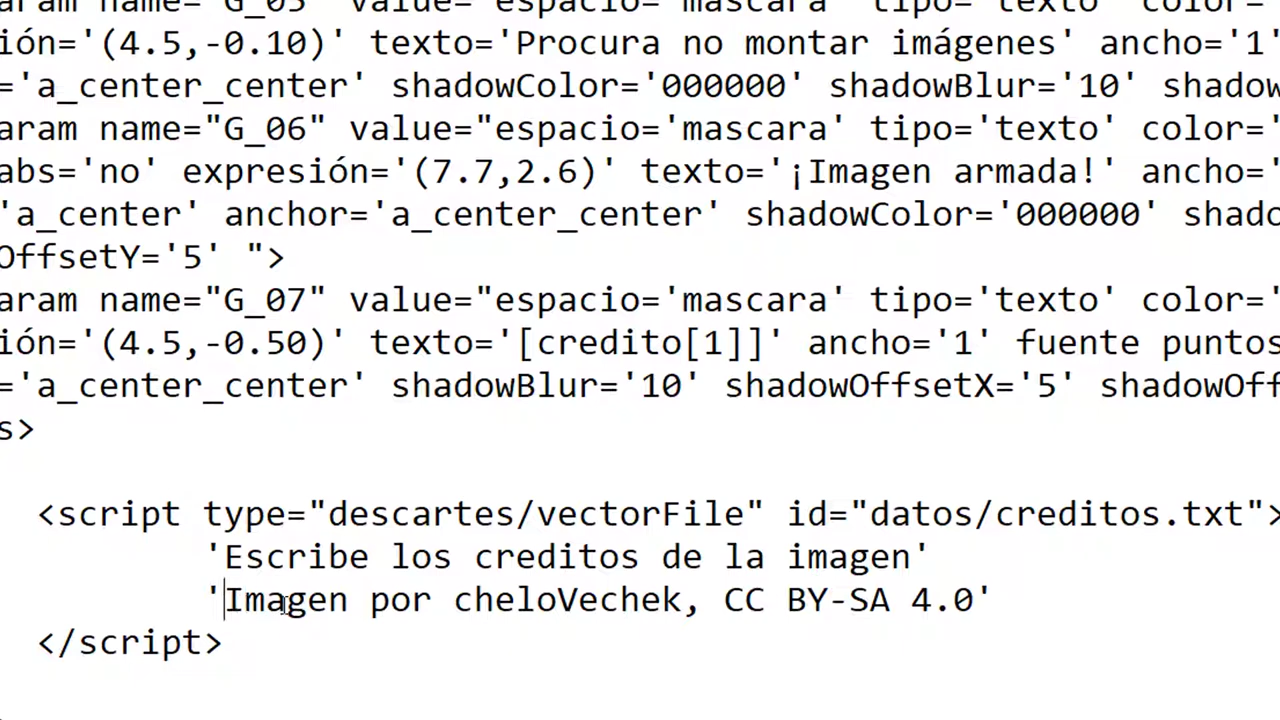 aram name="G_05" value="espacio='mascara' tipo='texto' color='
ión='(4.5,-0.10)' texto='Procura no montar imágenes' ancho='1'
='a_center_center' shadowColor='000000' shadowBlur='10' shadow
aram name="G_06" value="espacio='mascara' tipo='texto' color='
abs='no' expresión='(7.7,2.6)' texto='¡Imagen armada!' ancho='
'a_center' anchor='a_center_center' shadowColor='000000' shado
OffsetY='5' ">
aram name="G_07" value="espacio='mascara' tipo='texto' color='
ión='(4.5,-0.50)' texto='[credito[1]]' ancho='1' fuente puntos
='a_center_center' shadowBlur='10' shadowOffsetX='5' shadowOff
s>
<script type="descartes/vectorFile" id="datos/creditos.txt">
'Escribe los creditos de la imagen'
'Imagen por cheloVechek, CC BY-SA 4.0'
</script>